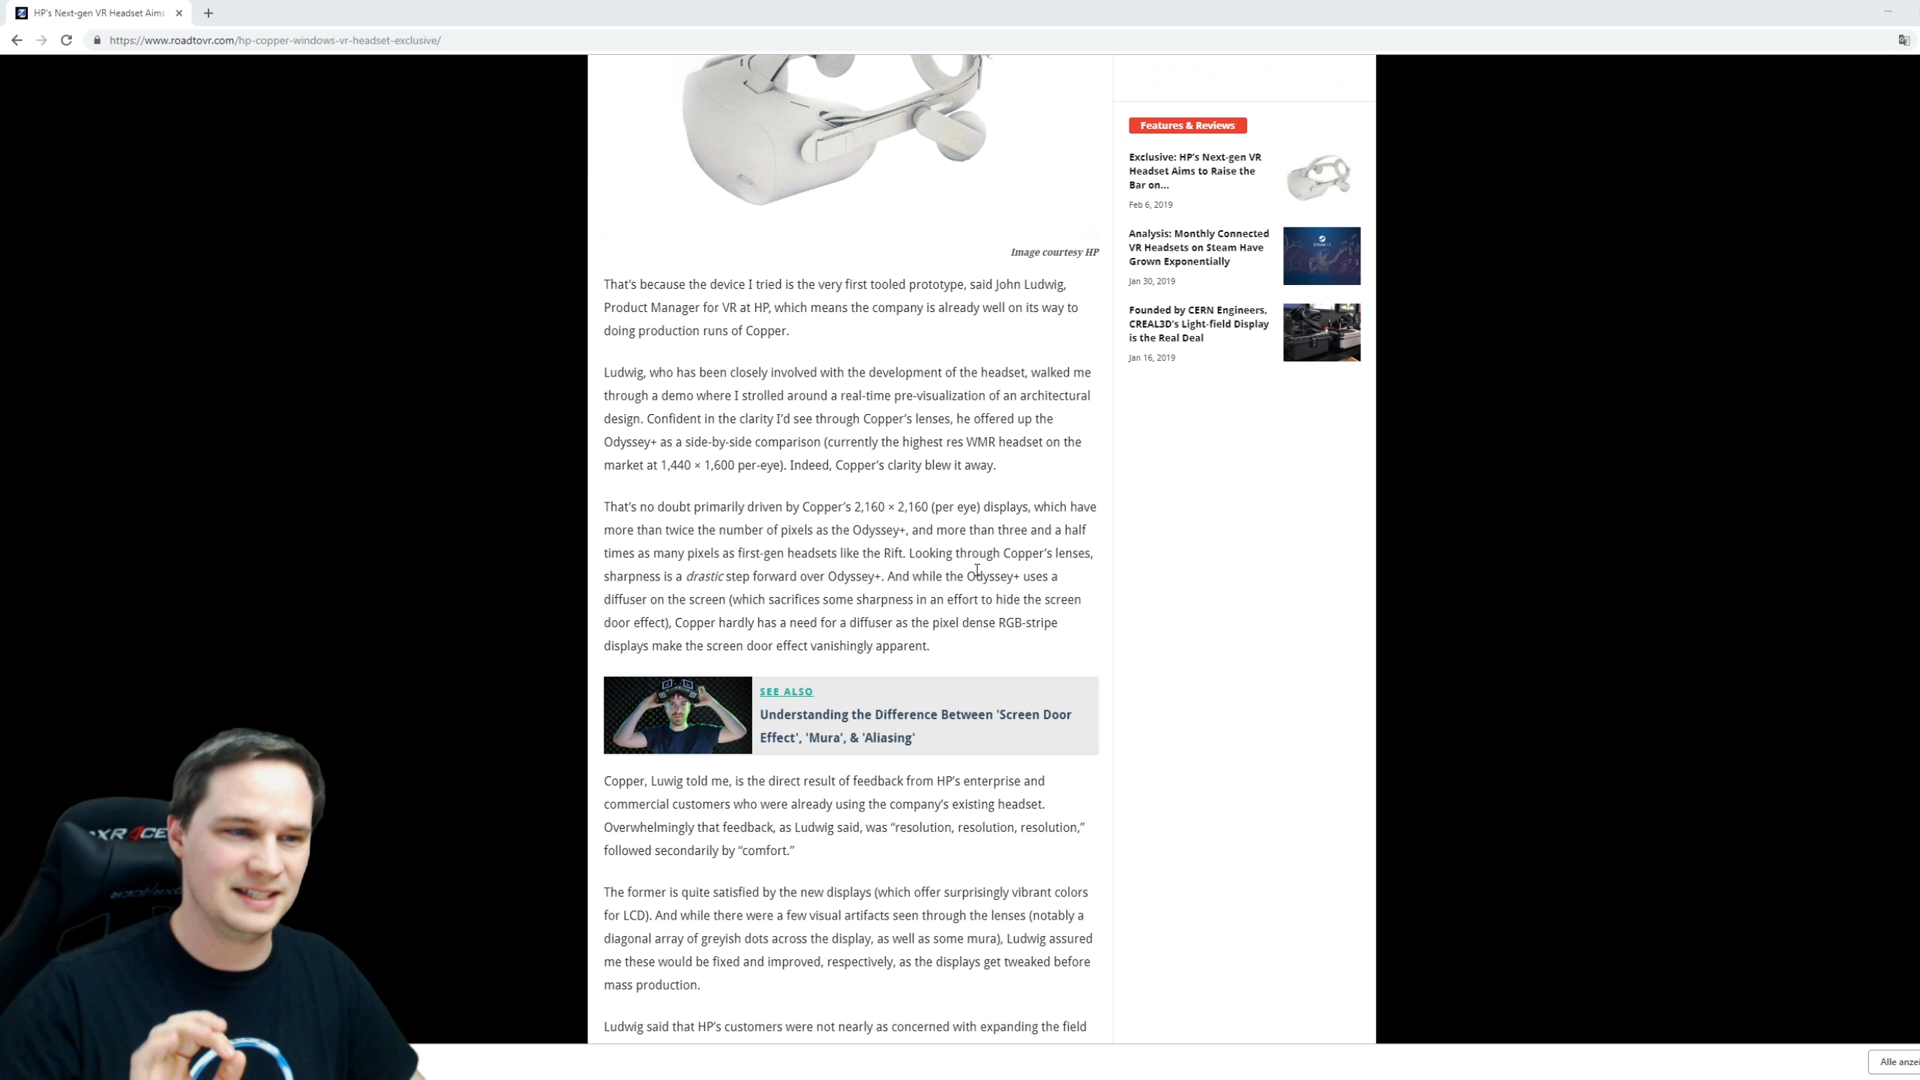 HP's Next-gen VR Headset Aims
https://www.roadtovr.com/hp-copper-windows-vr-headset-exclusive/
Image courtesy HP
That's because the device I tried is the very first tooled prototype, said John Ludwig,
Product Manager for VR at HP, which means the company is already well on its way to
doing production runs of Copper.
Ludwig, who has been closely involved with the development of the headset, walked me
through a demo where I strolled around a real-time pre-visualization of an architectural
design. Confident in the clarity I'd see through Copper's lenses, he offered up the
Odyssey+ as a side-by-side comparison (currently the highest res WMR headset on the
market at 1,440 × 1,600 per-eye). Indeed, Copper's clarity blew it away.
That's no doubt primarily driven by Copper's 2,160 × 2,160 (per eye) displays, which have
more than twice the number of pixels as the Odyssey+, and more than three and a half
times as many pixels as first-gen headsets like the Rift. Looking through Copper's lenses,
sharpness is a drastic step forward over Odyssey+. And while the Odyssey+ uses a
diffuser on the screen (which sacrifices some sharpness in an effort to hide the screen
door effect), Copper hardly has a need for a diffuser as the pixel dense RGB-stripe
displays make the screen door effect vanishingly apparent.
SEE ALSO
Understanding the Difference Between 'Screen Door
Effect', 'Mura', & 'Aliasing'
Copper, Luwig told me, is the direct result of feedback from HP's enterprise and
commercial customers who were already using the company's existing headset.
Overwhelmingly that feedback, as Ludwig said, was “resolution, resolution, resolution,”
followed secondarily by “comfort.”
The former is quite satisfied by the new displays (which offer surprisingly vibrant colors
for LCD). And while there were a few visual artifacts seen through the lenses (notably a
diagonal array of greyish dots across the display, as well as some mura), Ludwig assured
me these would be fixed and improved, respectively, as the displays get tweaked before
mass production.
Ludwig said that HP's customers were not nearly as concerned with expanding the field
Features & Reviews
Exclusive: HP's Next-gen VR
Headset Aims to Raise the
Bar on...
Feb 6, 2019
Analysis: Monthly Connected
VR Headsets on Steam Have
Grown Exponentially
Jan 30, 2019
Founded by CERN Engineers,
CREAL3D's Light-field Display
is the Real Deal
Jan 16, 2019
Alle anzei